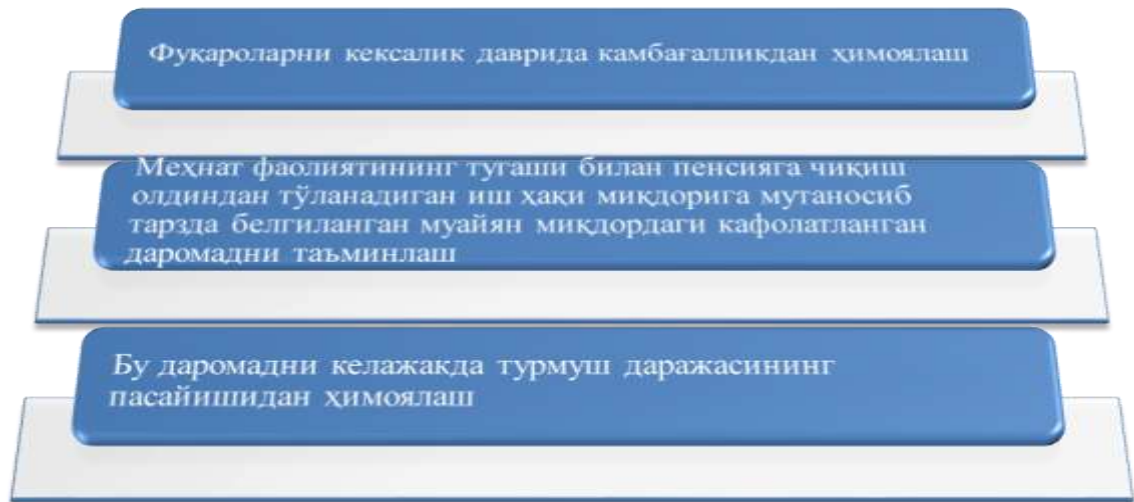 Фуқароларни кексалик даврида камбағалликдан ҳимоялаш
Меҳнат фаолиятининг тугаши билан пенсияга чиқиш
олдиндан тўланадиган иш ҳақи миқдорига мутаносиб
тарзда белгиланган муайян миқдордаги кафолатланган
даромадни таъминлаш
Бу даромадни келажакда турмуш даражасининг
пасайишидан ҳимоялаш